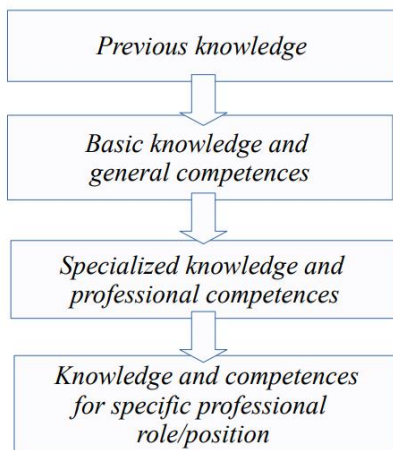 Previous knowledge
Basic knowledge and
general competences
Specialized knowledge and
professional competences
Knowledge and competences
for specific professional
role/position